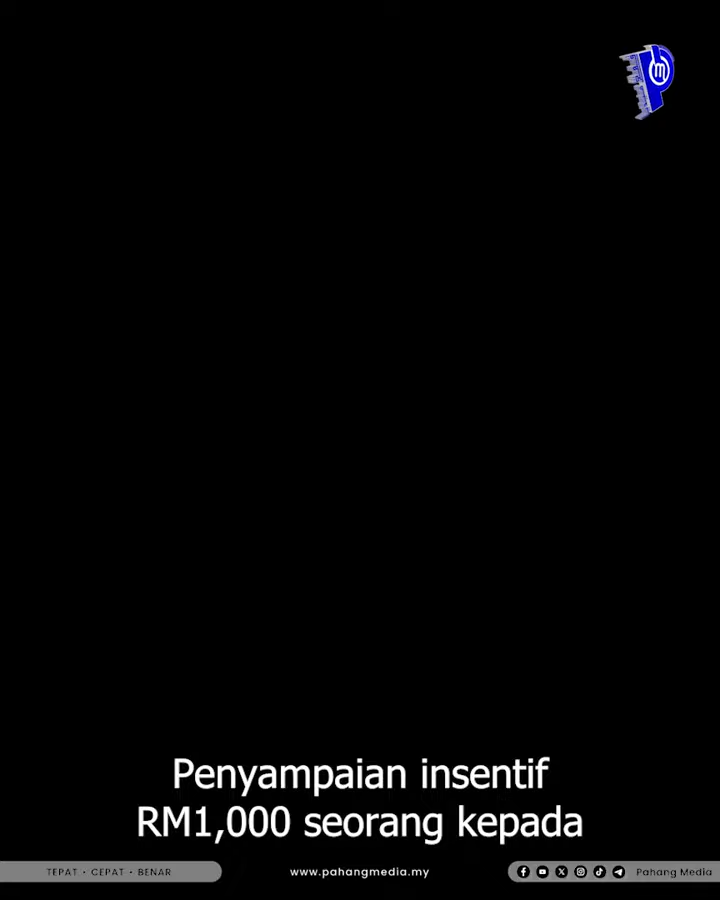 m
Penyampaian insentif
RM1,000 seorang kepada
TEPAT • CEPAT • BENAR
www.pahangmedia.my
Pahang Media